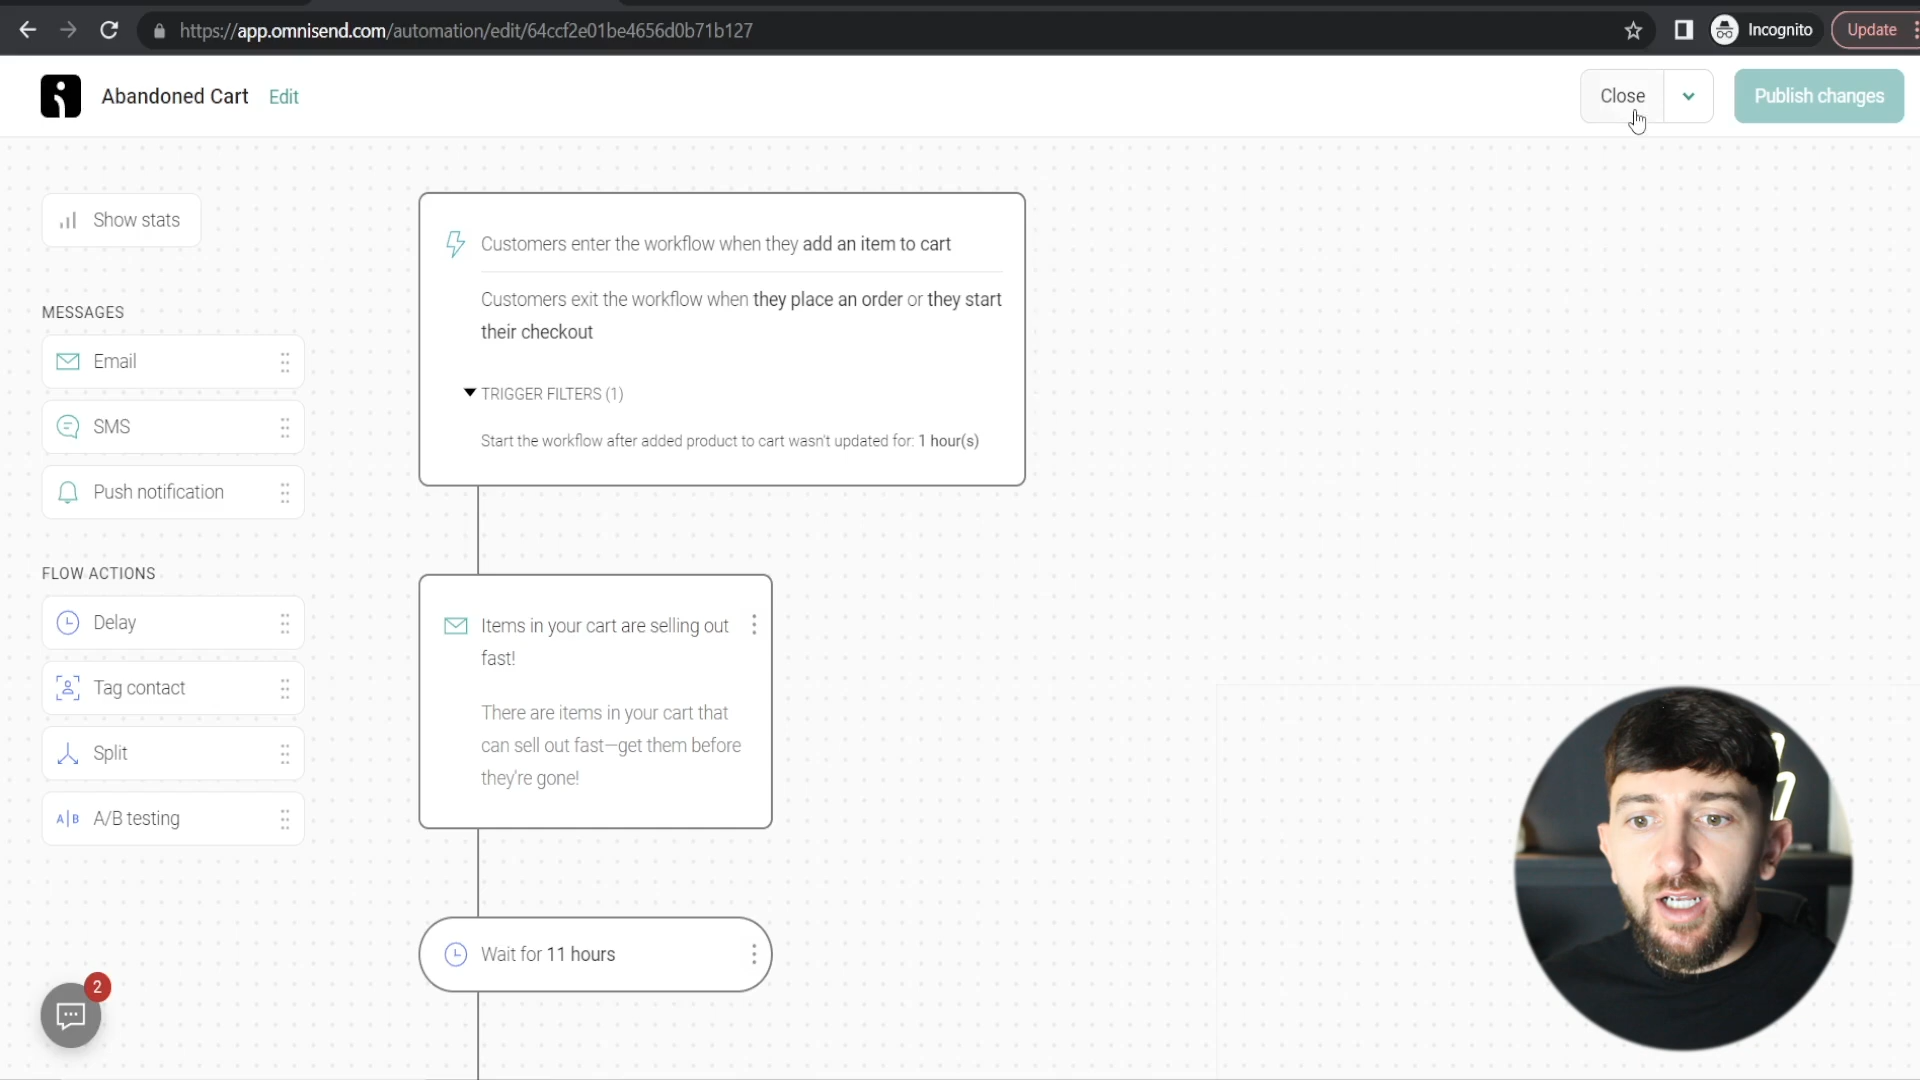 https://app.omnisend.com/automation/edit/64ccf2e01be4656d0b71b127
Incognito
Update
Abandoned Cart
Edit
Close
Publish changes
Show stats
MESSAGES
Email
SMS
Push notification
FLOW ACTIONS
Delay
Tag contact
Split
A|B A/B testing
2
Customers enter the workflow when they add an item to cart
Customers exit the workflow when they place an order or they start
their checkout
TRIGGER FILTERS (1)
Start the workflow after added product to cart wasn't updated for: 1 hour(s)
Items in your cart are selling out
fast!
There are items in your cart that
can sell out fast—get them before
they're gone!
Wait for 11 hours